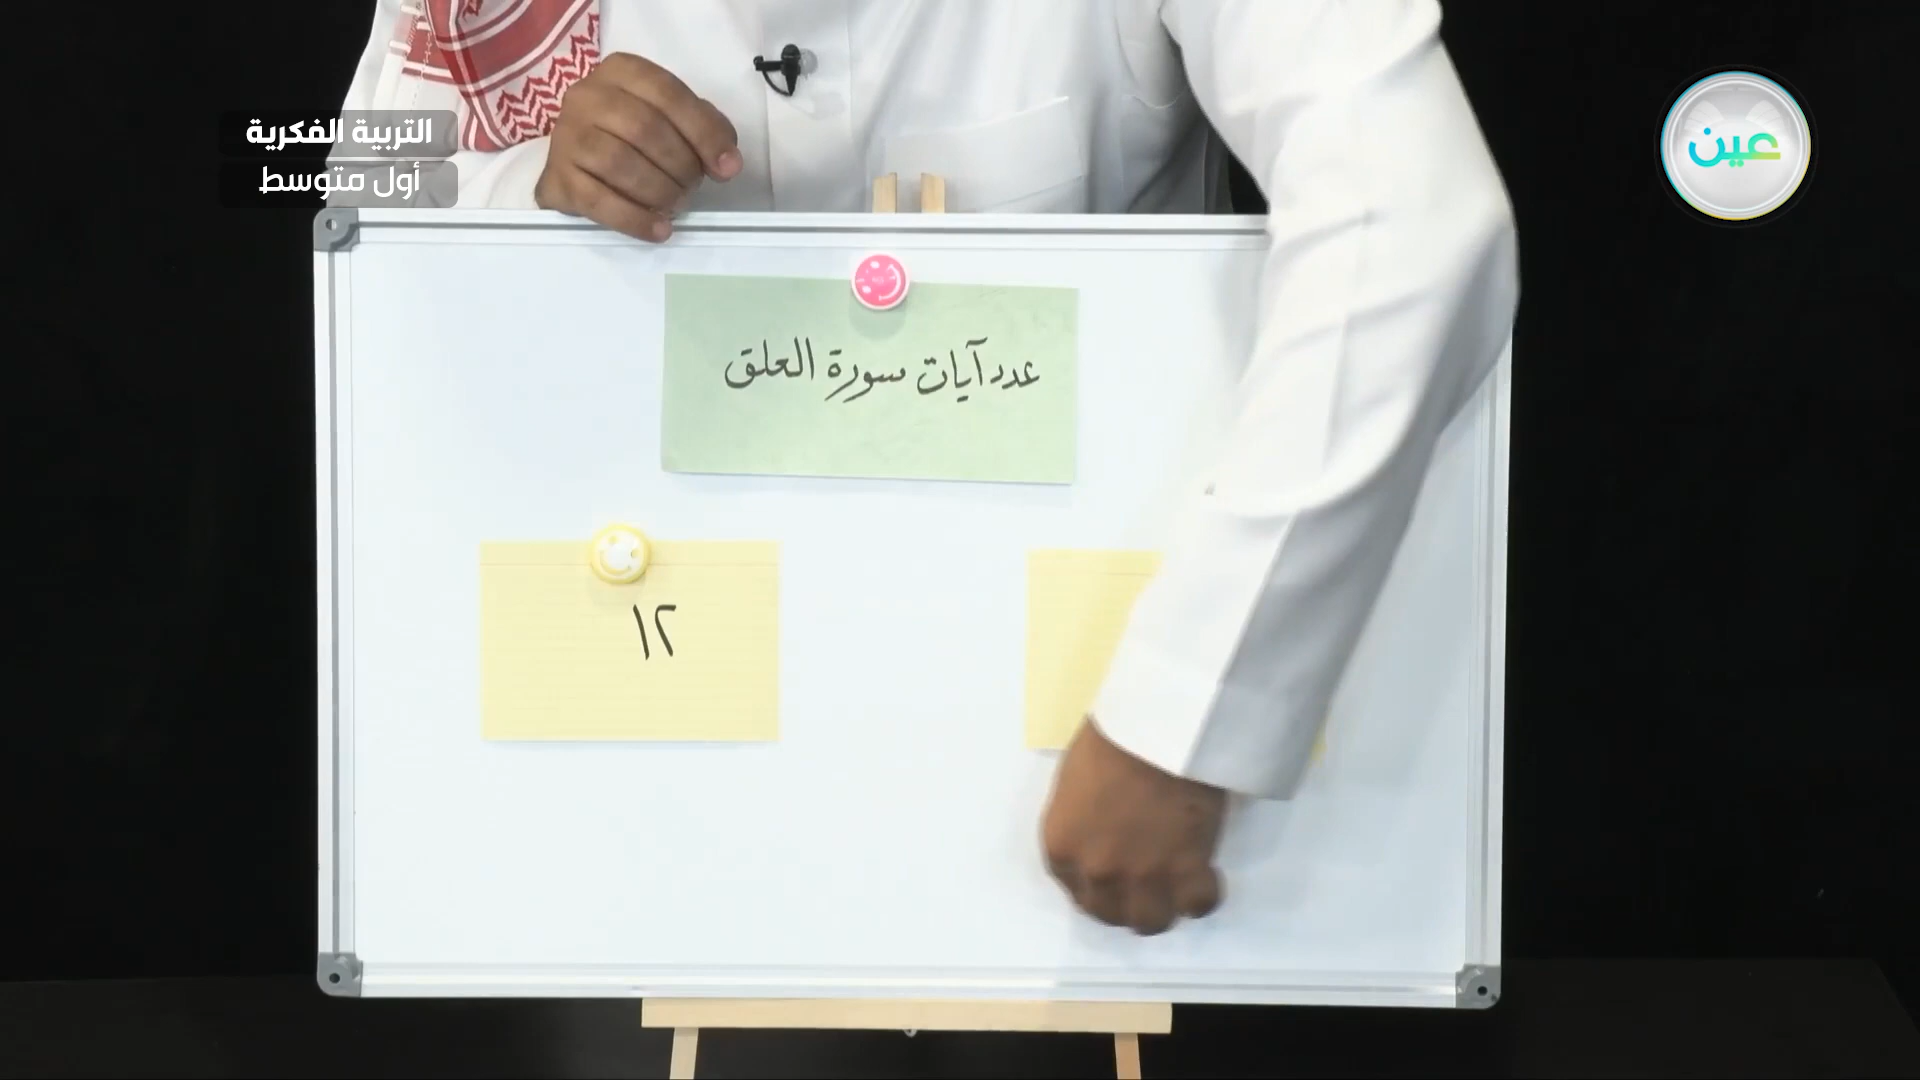 التربية الفكرية
أول متوسط
عين
عدد آيات سورة العلق
١٢